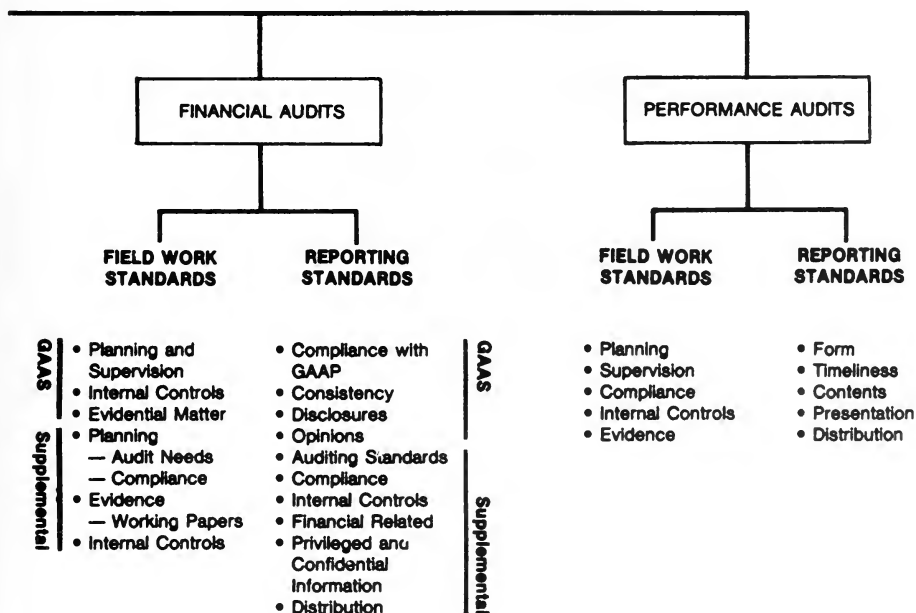 FINANCIAL AUDITS
PERFORMANCE AUDITS
FIELD WORK
STANDARDS
REPORTING
STANDARDS
FIELD WORK
STANDARDS
REPORTING
STANDARDS
GAAS
• Planning and
Supervision
• Internal Controls
• Evidential Matter
Supplemental
• Planning
— Audit Needs
— Compliance
• Evidence
— Working Papers
• Internal Controls
• Compliance with
GAAP
• Consistency
• Disclosures
• Opinions
• Auditing Standards
• Compliance
• Internal Controls
• Financial Related
• Privileged and
Confidential
Information
• Distribution
GAAS
Supplemental
• Planning
• Supervision
• Compliance
• Internal Controls
• Evidence
• Form
• Timeliness
• Contents
• Presentation
• Distribution